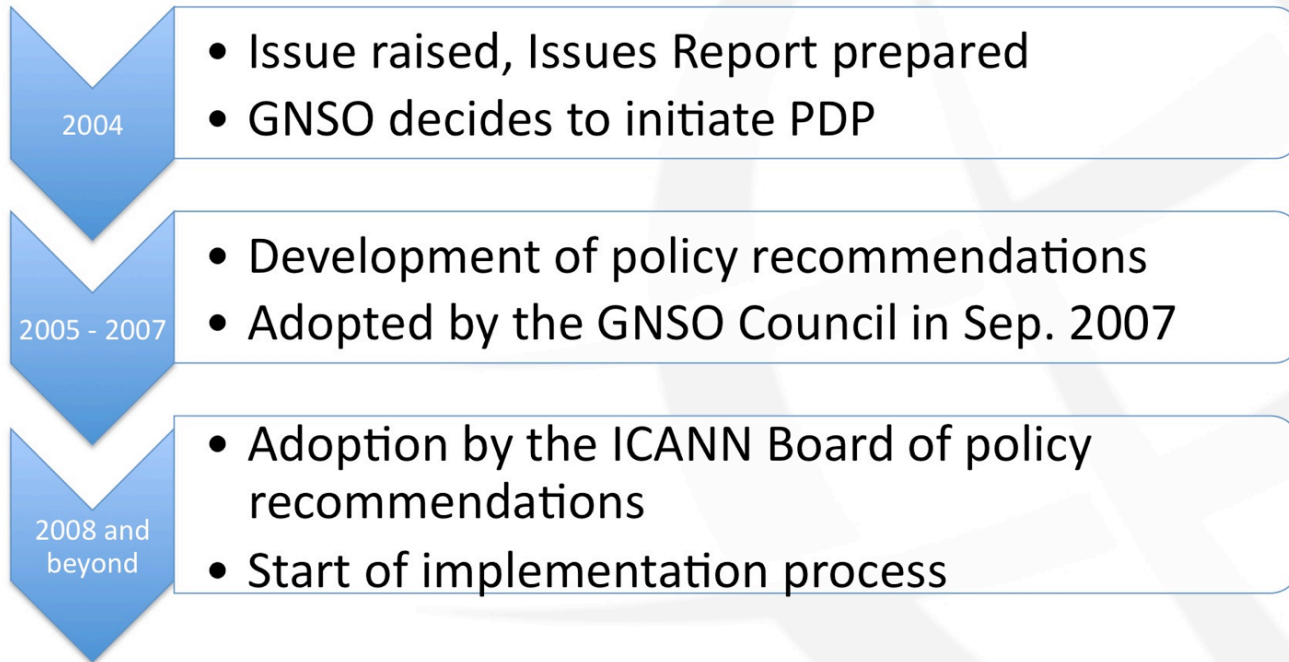 2004
• Issue raised, Issues Report prepared
• GNSO decides to initiate PDP
2005 - 2007
• Development of policy recommendations
• Adopted by the GNSO Council in Sep. 2007
2008 and
beyond
• Adoption by the ICANN Board of policy
recommendations
• Start of implementation process